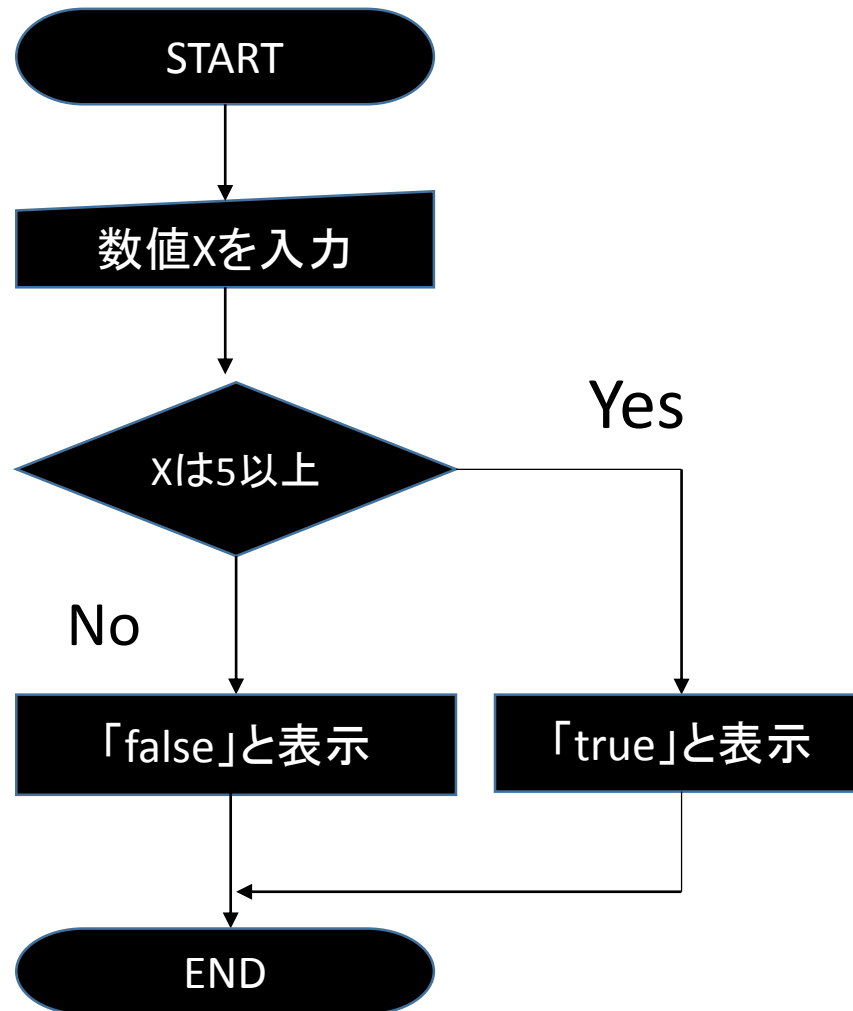 START
数値Xを入力
Xは5以上
Yes
No
「false」と表示
「true」と表示
END